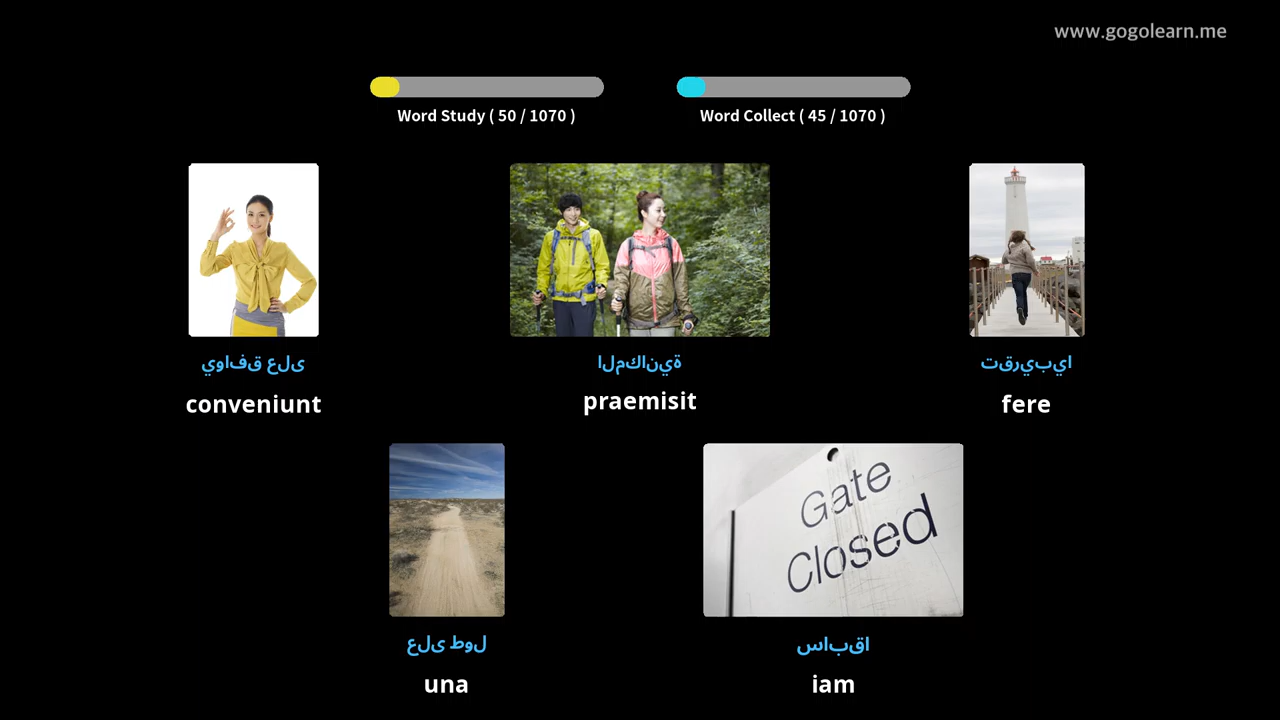 www.gogolearn.me
Word Study ( 50 / 1070 )
Word Collect ( 45 / 1070 )
يوافق على
conveniunt
المكانية
praemisit
تقريبيا
fere
Gate
Closed
على طول
una
سابقا
iam